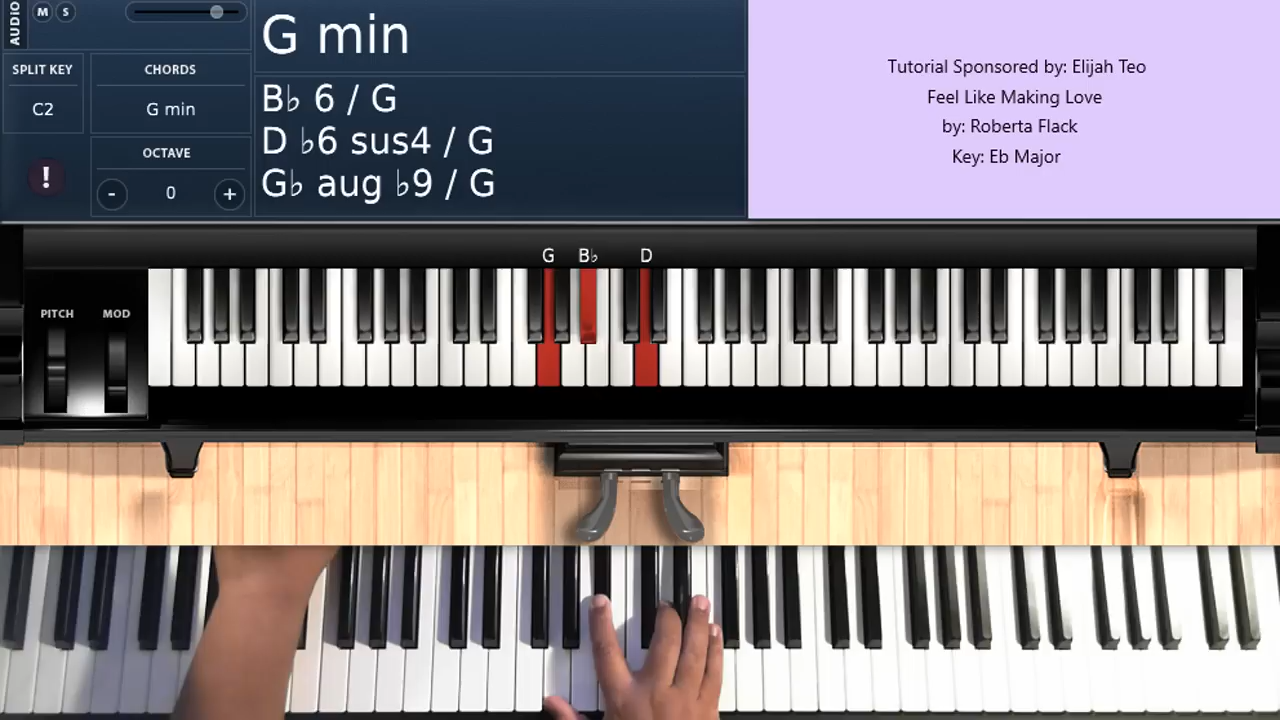 AUDIO
M S
SPLIT KEY
C2
!
CHORDS
G min
OCTAVE
- 0 +
G min
B♭ 6 / G
D ♭6 sus4 / G
G♭ aug ♭9 / G
Tutorial Sponsored by: Elijah Teo
Feel Like Making Love
by: Roberta Flack
Key: Eb Major
G B♭ D
PITCH MOD